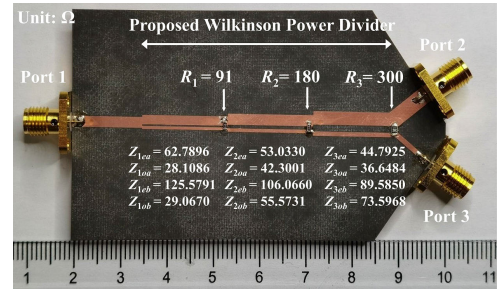 Unit: Ω
Proposed Wilkinson Power Divider
Port 1
Port 2
R1 = 91
R2 = 180
R3 = 300
Z1ea = 62.7896
Z1oa = 28.1086
Z1eb = 125.5791
Z1ob = 29.0670
Z2ea = 53.0330
Z2oa = 42.3001
Z2eb = 106.0660
Z2ob = 55.5731
Z3ea = 44.7925
Z3oa = 36.6484
Z3eb = 89.5850
Z3ob = 73.5968
Port 3
1 2 3 4 5 6 7 8 9 10 11